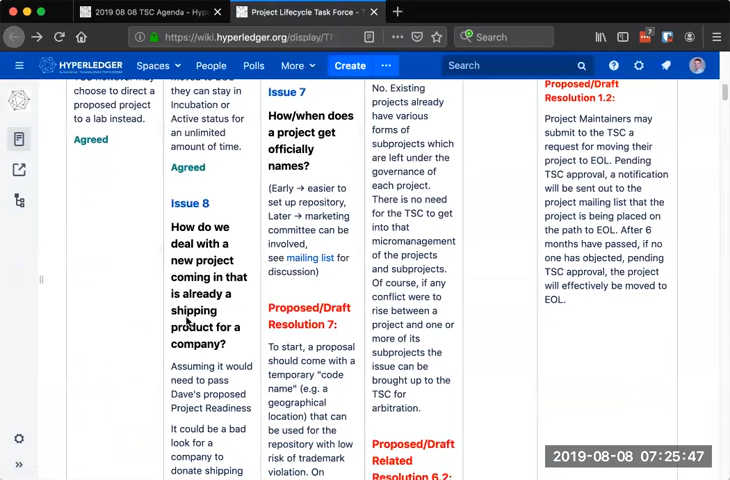 2019 08 08 TSC Agenda - Hype
Project Lifecycle Task Force - T
https://wiki.hyperledger.org/display/TF
Search
7
HYPERLEDGER
Spaces
People
Polls
More
Create
Search
choose to direct a
proposed project
to a lab instead.
Agreed
they can stay in
Incubation or
Active status for
an unlimited
amount of time.
Agreed
Issue 8
How do we
deal with a
new project
coming in that
is already a
shipping
product for a
company?
Assuming it would
need to pass
Dave's proposed
Project Readiness
It could be a bad
look for a
company to
donate shipping
Issue 7
How/when does
a project get
officially
names?
(Early → easier to
set up repository,
Later → marketing
committee can be
involved,
see mailing list for
discussion)
Proposed/Draft
Resolution 7:
To start, a proposal
should come with a
temporary "code
name" (e.g. a
geographical
location) that can
be used for the
repository with low
risk of trademark
violation. On
No. Existing
projects already
have various
forms of
subprojects which
are left under the
governance of
each project.
There is no need
for the TSC to get
into that
micromanagement
of the projects
and subprojects.
Of course, if any
conflict were to
rise between a
project and one or
more of its
subprojects the
issue can be
brought up to the
TSC for
arbitration.
Proposed/Draft
Related
Resolution 6.2:
Proposed/Draft
Resolution 1.2:
Project Maintainers may
submit to the TSC a
request for moving their
project to EOL. Pending
TSC approval, a notification
will be sent out to the
project mailing list that the
project is being placed on
the path to EOL. After 6
months have passed, if no
one has objected, pending
TSC approval, the project
will effectively be moved to
EOL.
2019-08-08 07:25:47